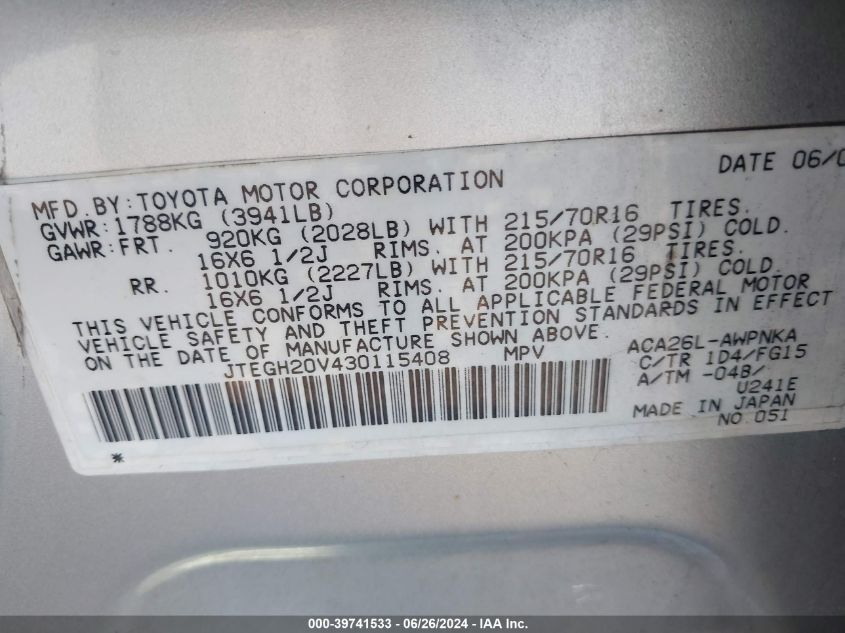 DATE 06/0
MFD.BY:TOYOTA MOTOR CORPORATION
GVWR:1788KG (3941LB)
GAWR:FRT. 920KG (2028LB) WITH 215/70R16 TIRES.
16X6 1/2J RIMS. AT 200KPA (29PSI) COLD.
RR. 1010KG (2227LB) WITH 215/70R16 TIRES.
16X6 1/2J RIMS. AT 200KPA (29PSI) COLD
THIS VEHICLE CONFORMS TO ALL APPLICABLE FEDERAL MOTOR
VEHICLE SAFETY AND THEFT PREVENTION STANDARDS IN EFFECT
ON THE DATE OF MANUFACTURE SHOWN ABOVE.
JTEGH20V430115408 MPV
ACA26L-AWPNKA
C/TR 1D4/FG15
A/TM -04B/
U241E
MADE IN JAPAN
NO.051
*
000-39741533 / 06/26/2024 - IAA Inc.